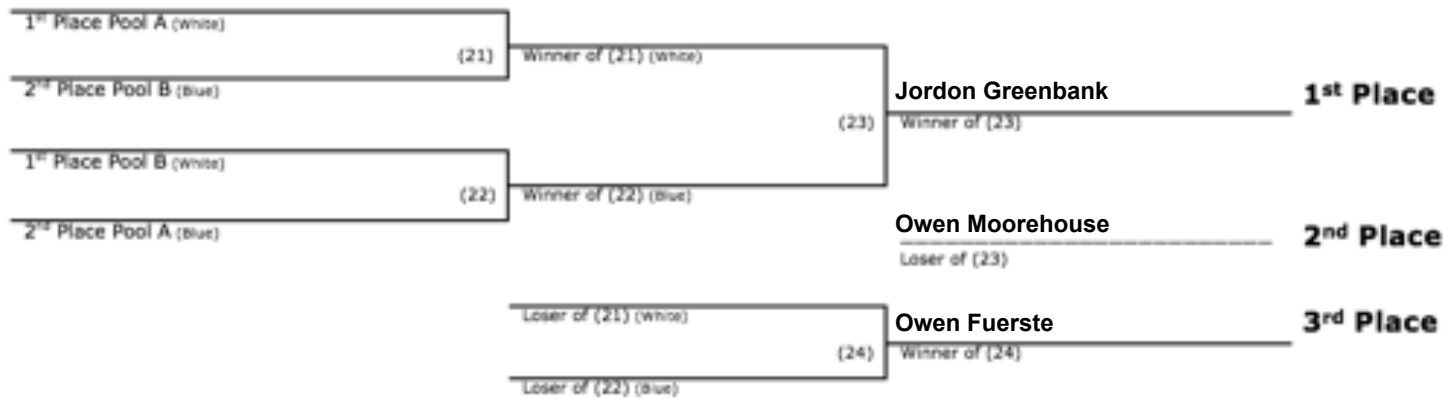 1st Place Pool A (White)
(21)
2nd Place Pool B (Blue)
Winner of (21) (White)
1st Place Pool B (White)
(22)
2nd Place Pool A (Blue)
Winner of (22) (Blue)
(23)
Jordon Greenbank
Winner of (23)
1st Place
Owen Moorehouse
Loser of (23)
2nd Place
Loser of (21) (White)
(24)
Loser of (22) (Blue)
Owen Fuerste
Winner of (24)
3rd Place